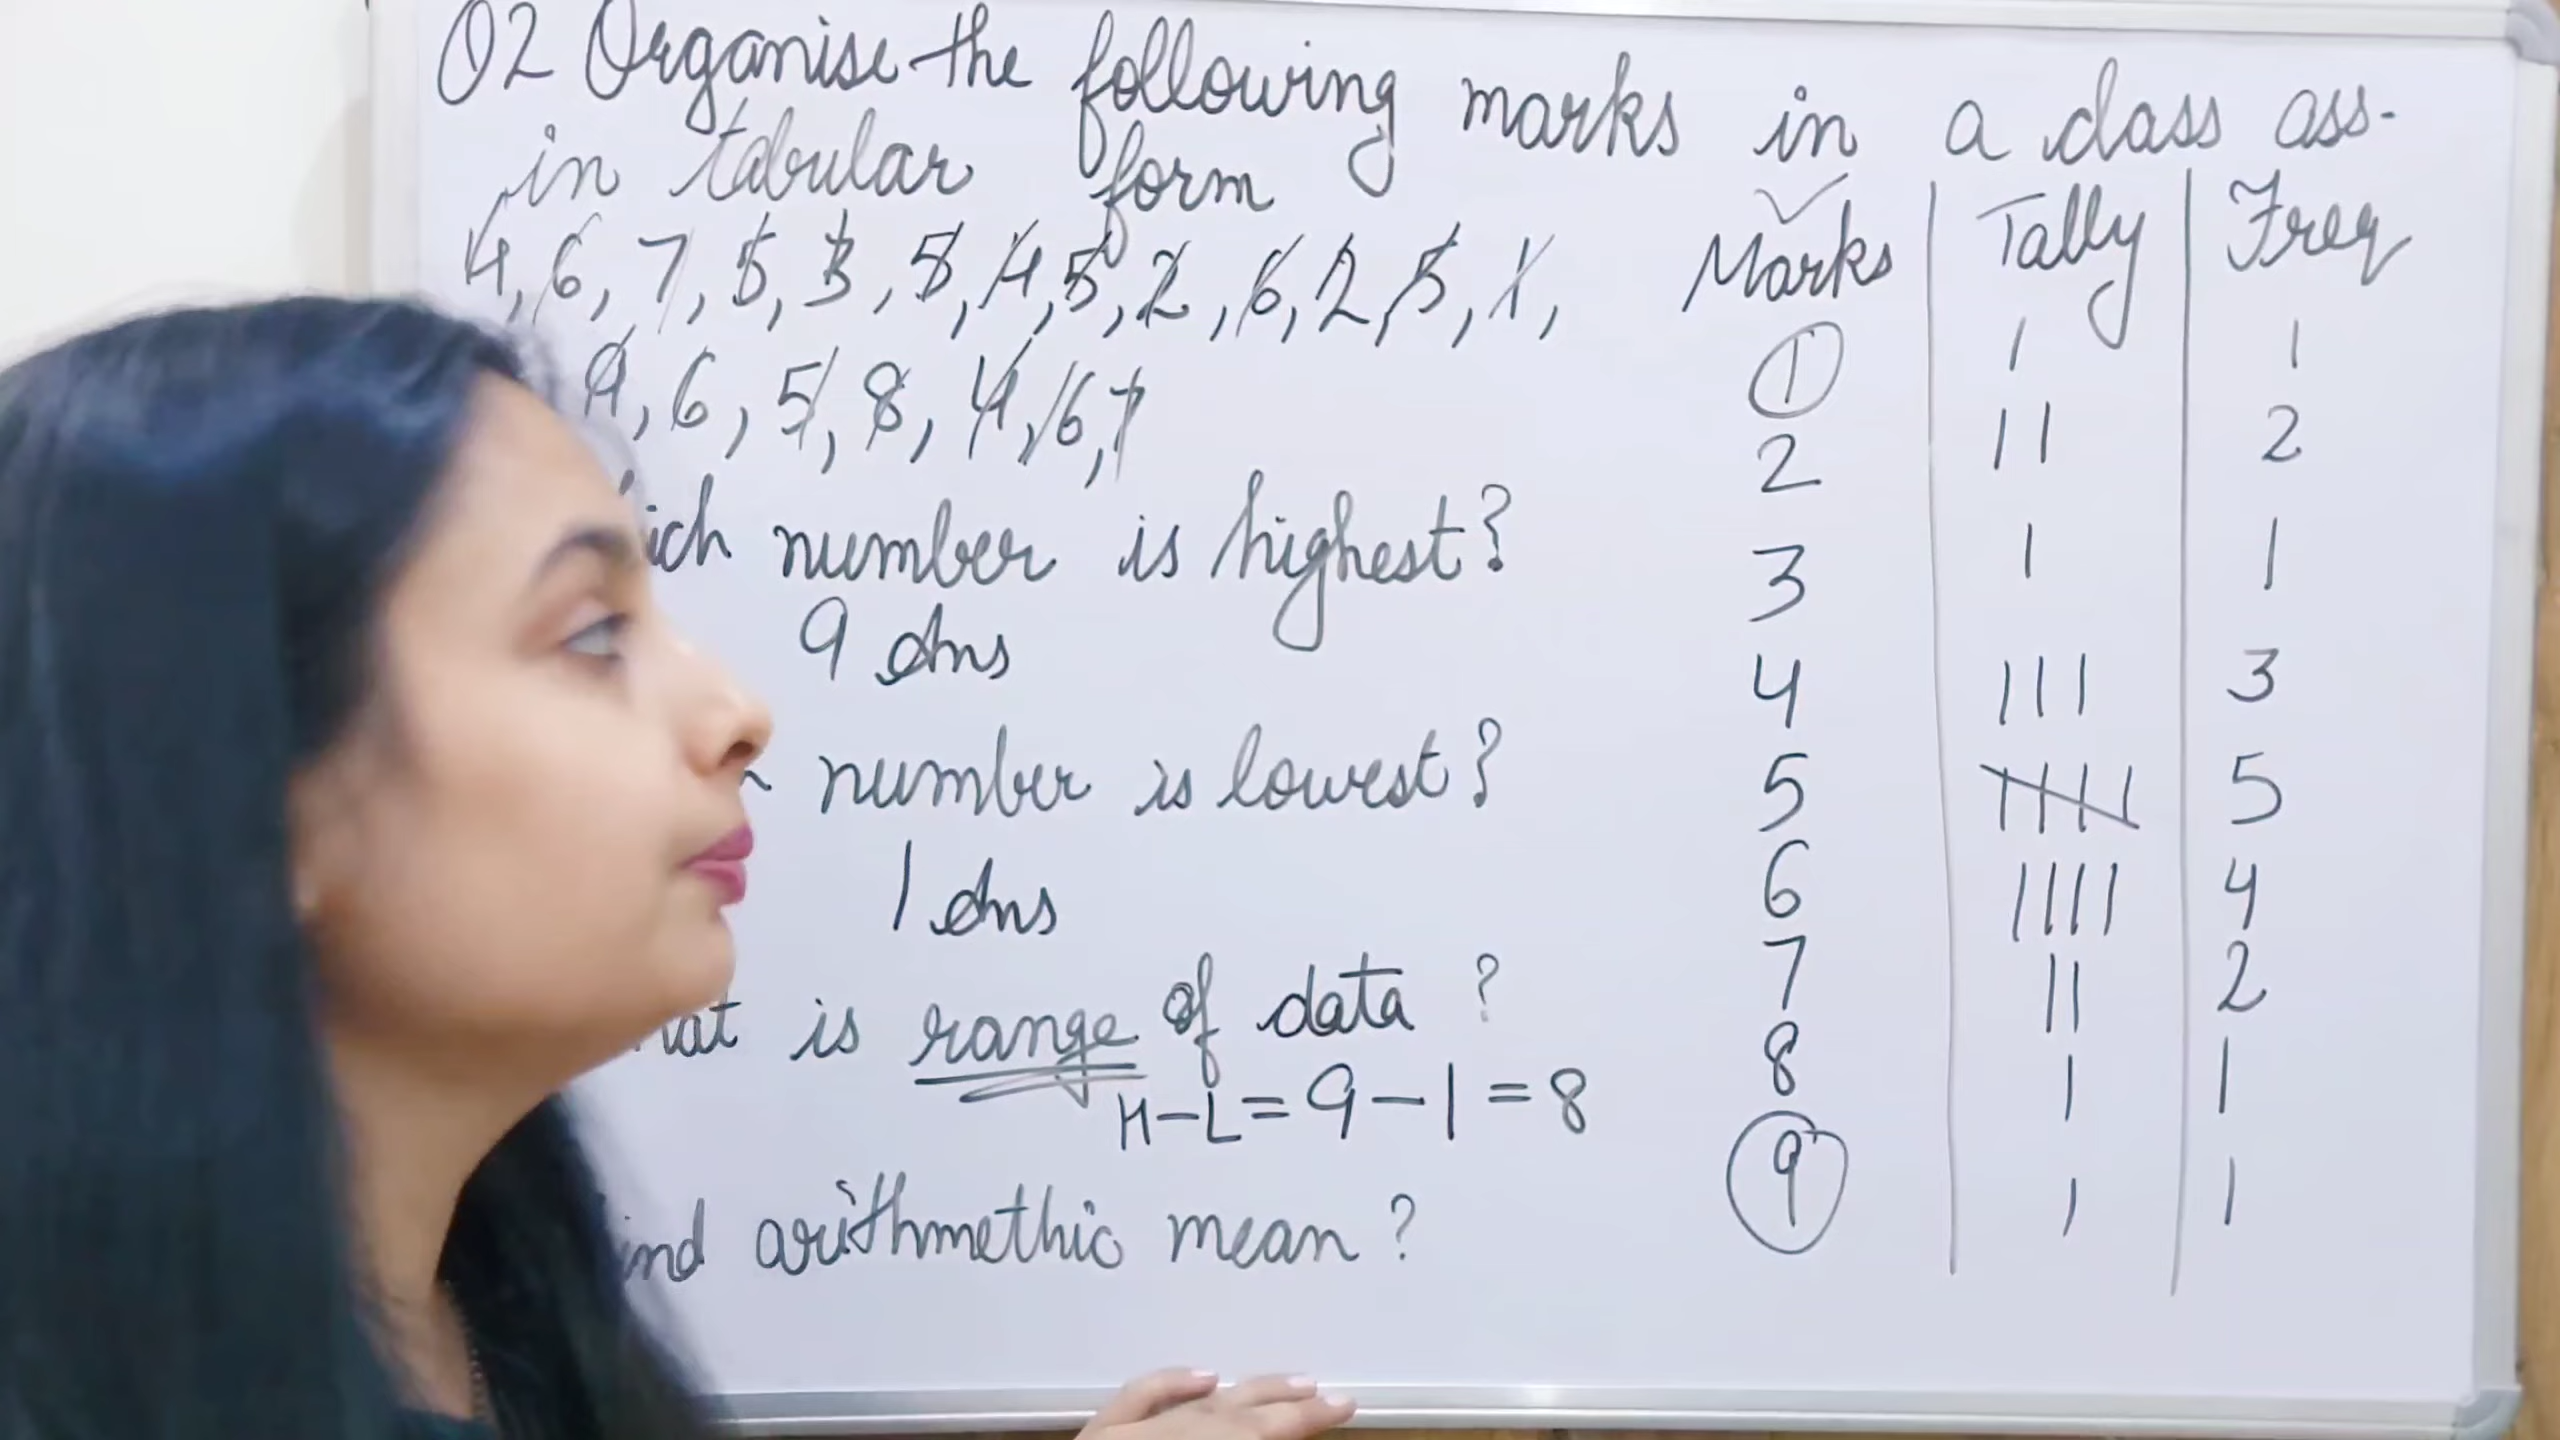 Q2 Organise the following marks in a class ass.
in tabular form
4, 6, 7, 5, 3, 5, 4, 5, 2, 6, 2, 5, 1,
9, 6, 5, 8, 4, 6, 7
number is highest?
9 Ans
number is lowest?
1 Ans
is range of data ?
H-L = 9 - 1 = 8
arithmethic mean ?
Marks Tally Freq
1 | 1
2 || 2
3 | 1
4 ||| 3
5 5
6 |||| 4
7 || 2
8 | 1
9 | 1